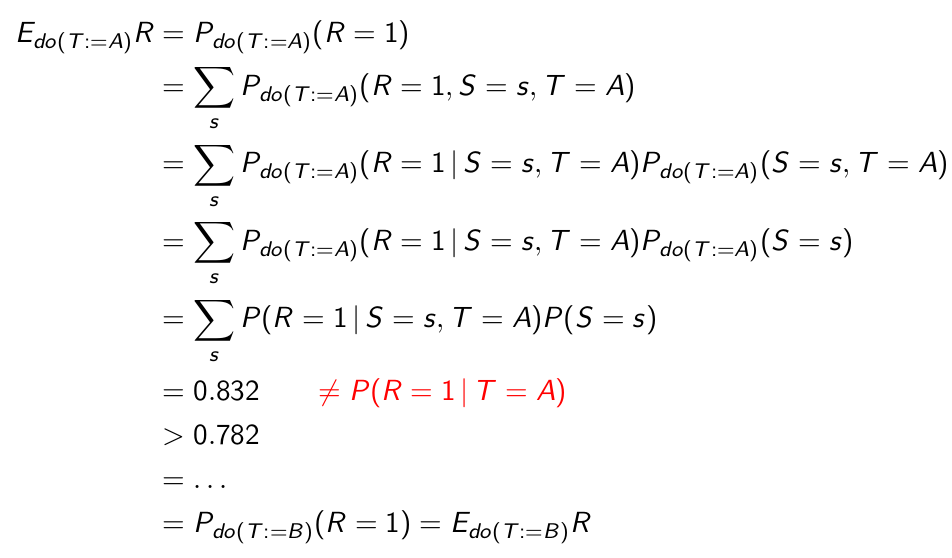 E_{do(T:=A)}R = P_{do(T:=A)}(R = 1)
= ∑_s P_{do(T:=A)}(R = 1, S = s, T = A)
= ∑_s P_{do(T:=A)}(R = 1 | S = s, T = A)P_{do(T:=A)}(S = s, T = A)
= ∑_s P_{do(T:=A)}(R = 1 | S = s, T = A)P_{do(T:=A)}(S = s)
= ∑_s P(R = 1 | S = s, T = A)P(S = s)
= 0.832 ≠ P(R = 1 | T = A)
> 0.782
= ...
= P_{do(T:=B)}(R = 1) = E_{do(T:=B)}R